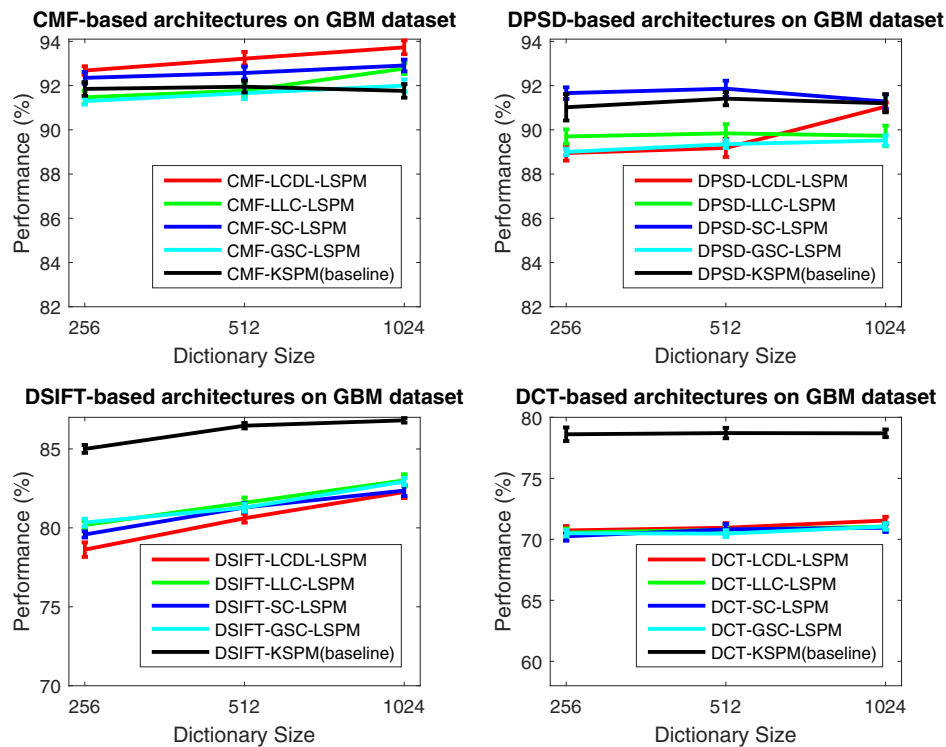 CMF-based architectures on GBM dataset
Performance (%)
94
92
90
88
86
84
82
CMF-LCDL-LSPM
CMF-LLC-LSPM
CMF-SC-LSPM
CMF-GSC-LSPM
CMF-KSPM(baseline)
256
512
1024
Dictionary Size
DPSD-based architectures on GBM dataset
Performance (%)
94
92
90
88
86
84
82
DPSD-LCDL-LSPM
DPSD-LLC-LSPM
DPSD-SC-LSPM
DPSD-GSC-LSPM
DPSD-KSPM(baseline)
256
512
1024
Dictionary Size
DSIFT-based architectures on GBM dataset
Performance (%)
85
80
75
70
DSIFT-LCDL-LSPM
DSIFT-LLC-LSPM
DSIFT-SC-LSPM
DSIFT-GSC-LSPM
DSIFT-KSPM(baseline)
256
512
1024
Dictionary Size
DCT-based architectures on GBM dataset
Performance (%)
80
75
70
65
60
DCT-LCDL-LSPM
DCT-LLC-LSPM
DCT-SC-LSPM
DCT-GSC-LSPM
DCT-KSPM(baseline)
256
512
1024
Dictionary Size